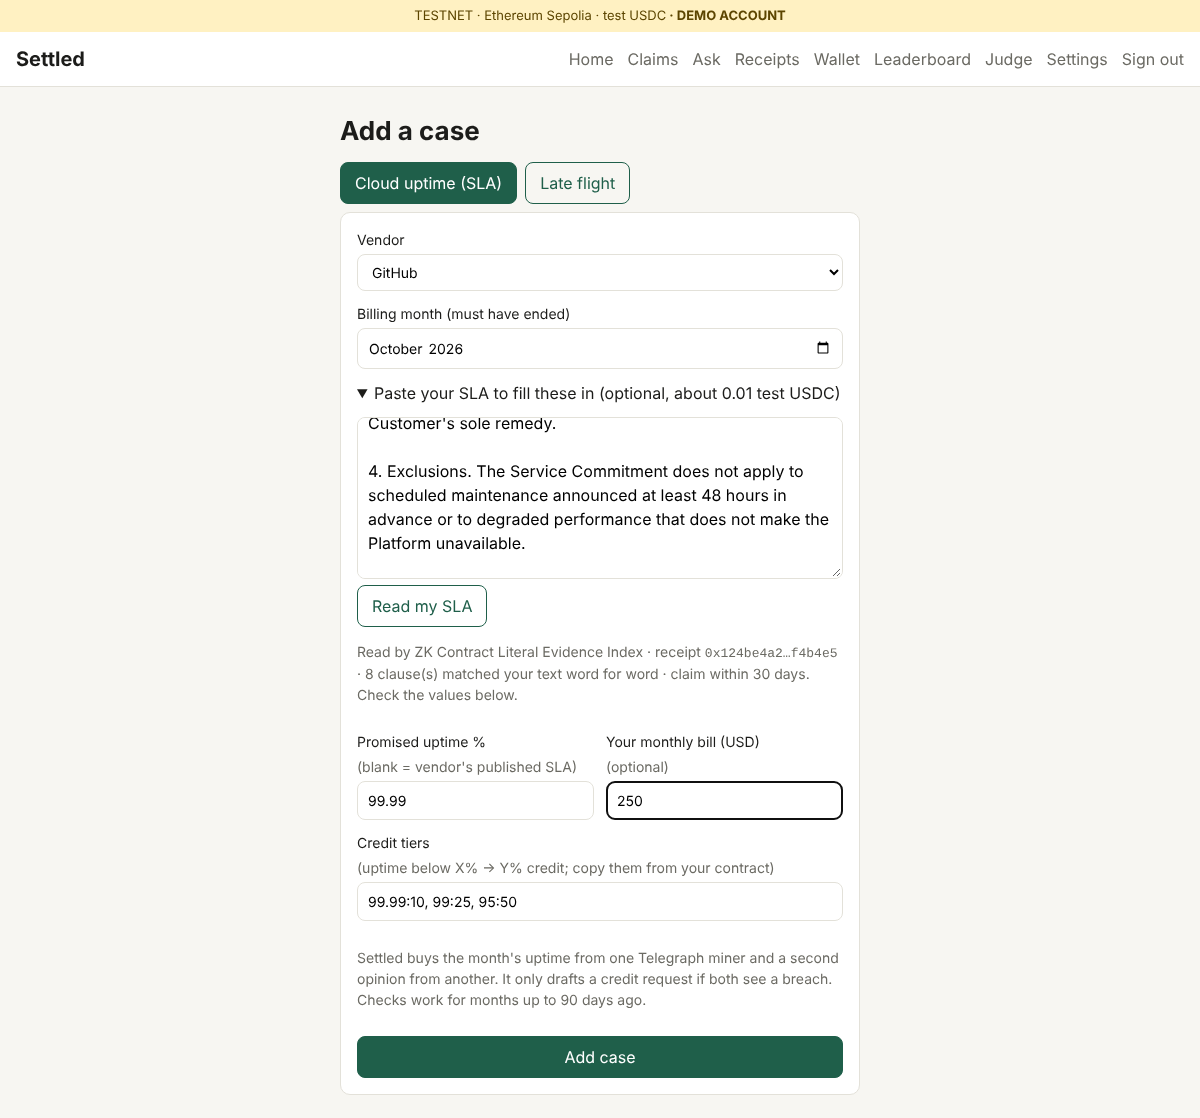 TESTNET · Ethereum Sepolia · test USDC · DEMO ACCOUNT
Settled
Home Claims Ask Receipts Wallet Leaderboard Judge Settings Sign out
Add a case
Cloud uptime (SLA)
Late flight
Vendor
GitHub
Billing month (must have ended)
October 2026
▼ Paste your SLA to fill these in (optional, about 0.01 test USDC)
Customer's sole remedy.
4. Exclusions. The Service Commitment does not apply to
scheduled maintenance announced at least 48 hours in
advance or to degraded performance that does not make the
Platform unavailable.
Read my SLA
Read by ZK Contract Literal Evidence Index · receipt 0x124be4a2…f4b4e5
· 8 clause(s) matched your text word for word · claim within 30 days.
Check the values below.
Promised uptime %
(blank = vendor's published SLA)
99.99
Your monthly bill (USD)
(optional)
250
Credit tiers
(uptime below X% → Y% credit; copy them from your contract)
99.99:10, 99:25, 95:50
Settled buys the month's uptime from one Telegraph miner and a second
opinion from another. It only drafts a credit request if both see a breach.
Checks work for months up to 90 days ago.
Add case